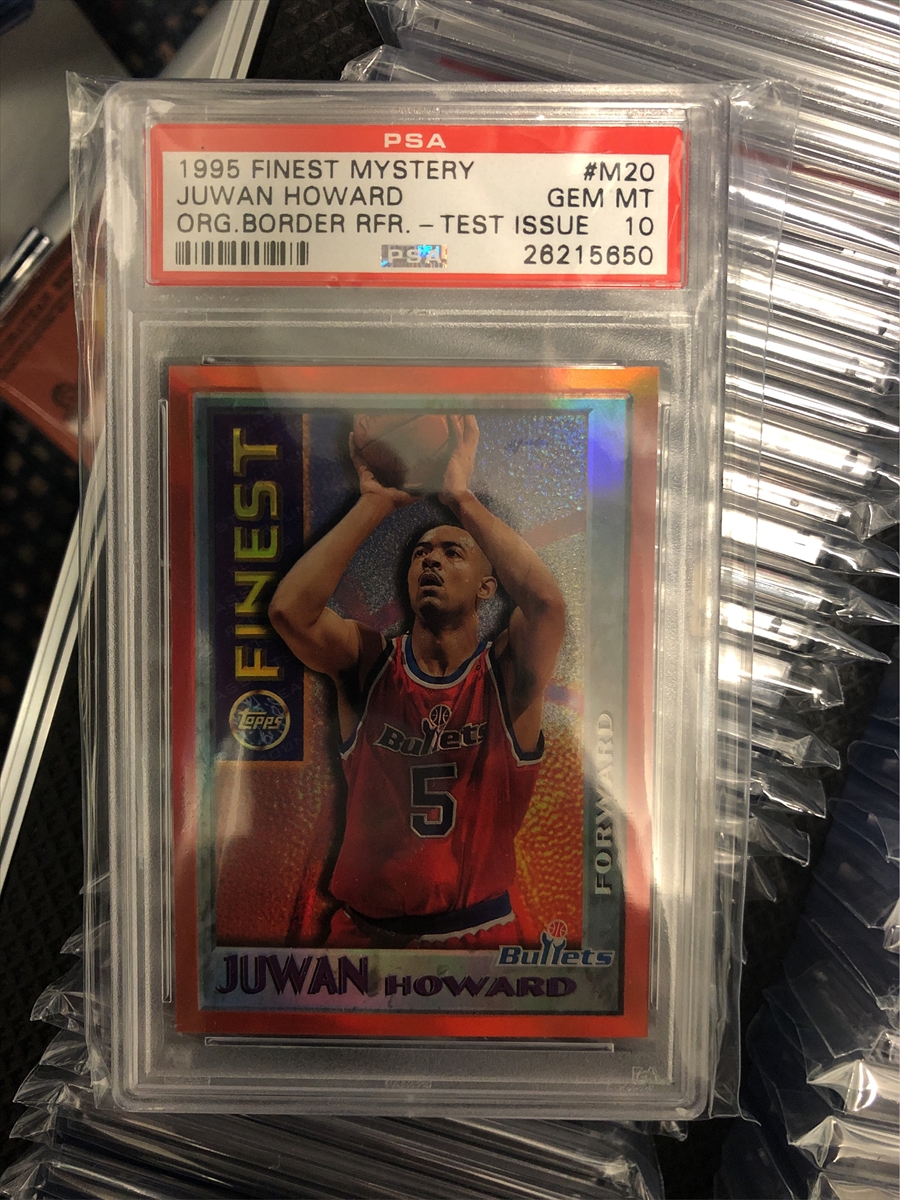 PSA
1995 FINEST MYSTERY #M20
JUWAN HOWARD GEM MT
ORG.BORDER RFR. - TEST ISSUE 10
PSA 26215650
FINEST
Topps
Bullets
5
FORWARD
Bullets
JUWAN HOWARD